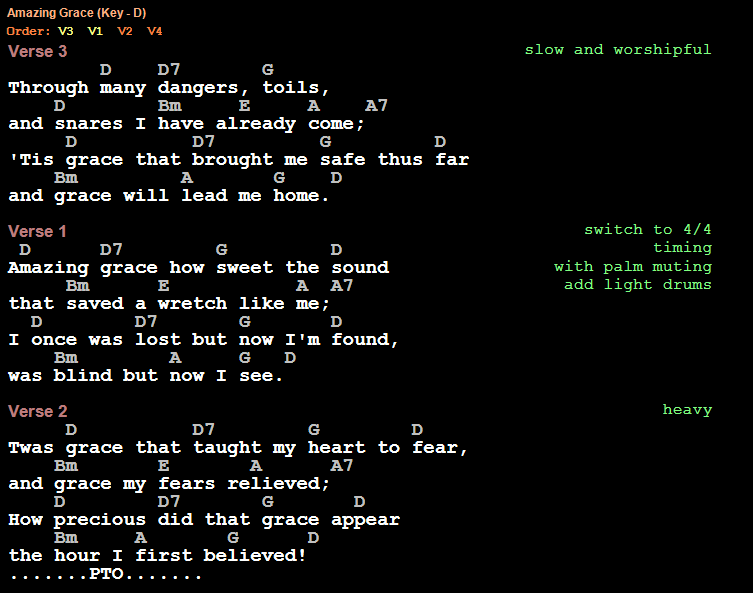 Amazing Grace (Key - D)
Order: V3 V1 V2 V4
Verse 3
slow and worshipful
D D7 G
Through many dangers, toils,
D Bm E A A7
and snares I have already come;
D D7 G D
'Tis grace that brought me safe thus far
Bm A G D
and grace will lead me home.
Verse 1
switch to 4/4
D D7 G D
timing
Amazing grace how sweet the sound
with palm muting
Bm E A A7
add light drums
that saved a wretch like me;
D D7 G D
I once was lost but now I'm found,
Bm A G D
was blind but now I see.
Verse 2
heavy
D D7 G D
Twas grace that taught my heart to fear,
Bm E A A7
and grace my fears relieved;
D D7 G D
How precious did that grace appear
Bm A G D
the hour I first believed!
.......PTO.......